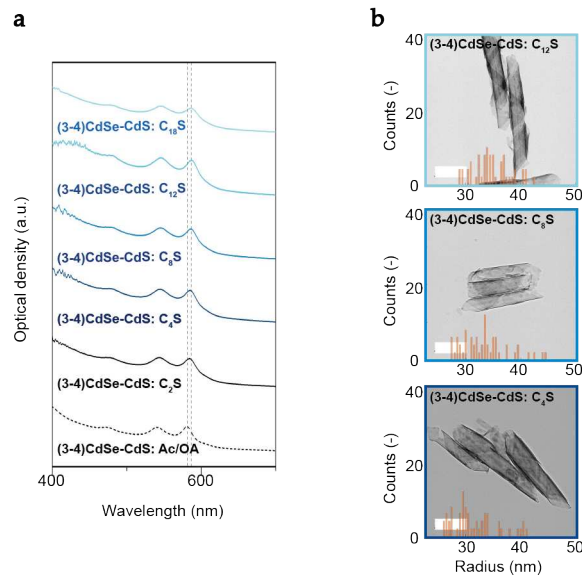 a
Optical density (a.u.)
(3-4)CdSe-CdS: C₁₈S
(3-4)CdSe-CdS: C₁₂S
(3-4)CdSe-CdS: C₈S
(3-4)CdSe-CdS: C₄S
(3-4)CdSe-CdS: C₂S
(3-4)CdSe-CdS: Ac/OA
400
600
Wavelength (nm)
b
(3-4)CdSe-CdS: C₁₂S
Counts (-)
40
20
0
30
40
50
(3-4)CdSe-CdS: C₈S
Counts (-)
40
20
0
30
40
50
(3-4)CdSe-CdS: C₄S
Counts (-)
40
20
0
30
40
50
Radius (nm)